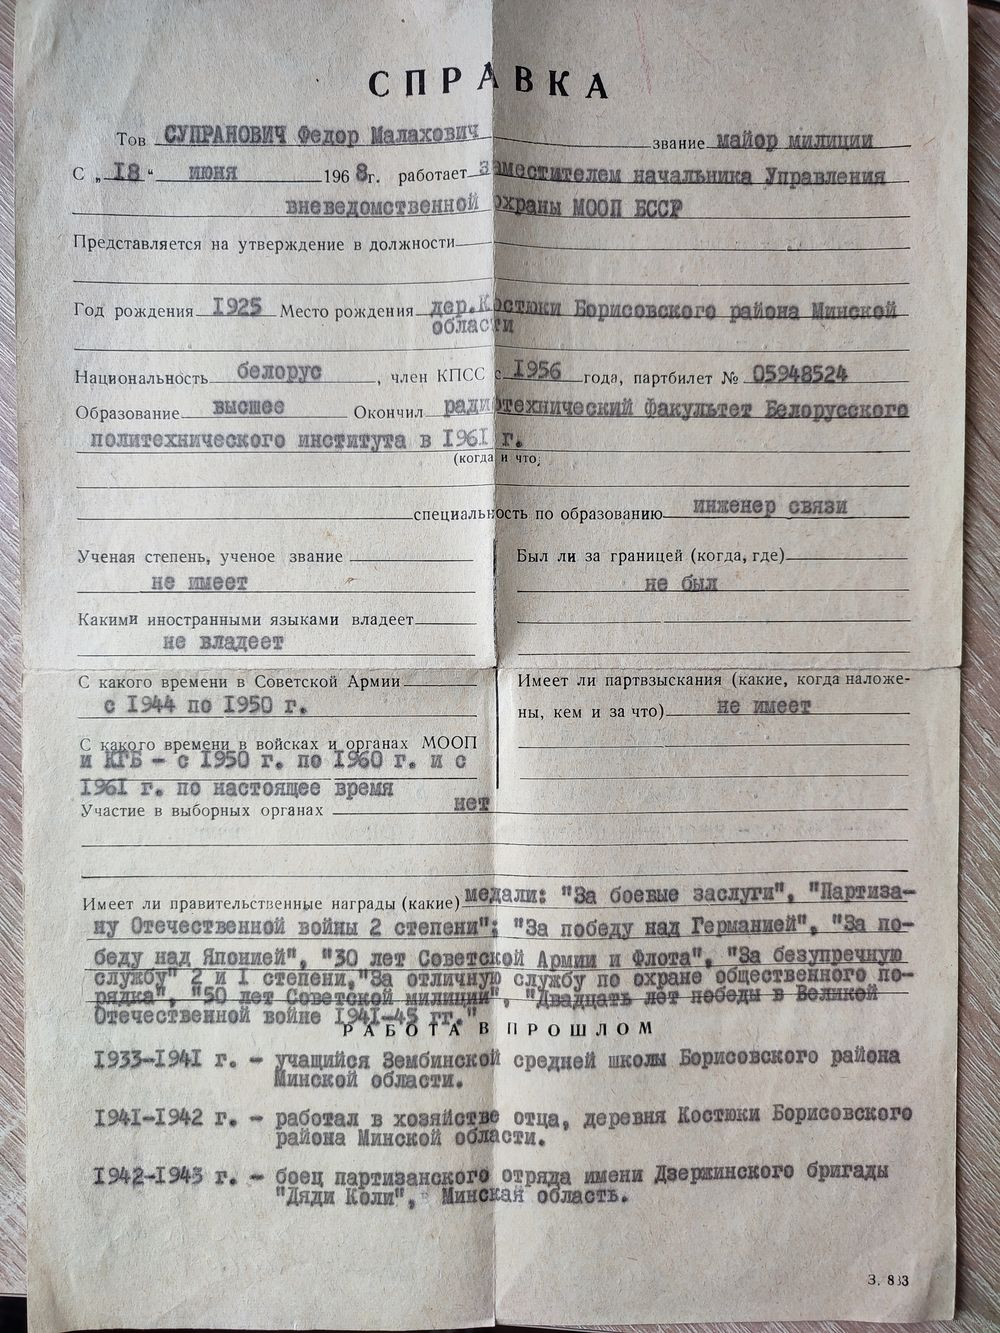 СПРАВКА
Тов СУПРАНОВИЧ Федор Малахович звание майор милиции
С „18“ июня 1968г. работает заместителем начальника Управления
вневедомственной охраны МООП БССР
Представляется на утверждение в должности
Год рождения 1925 Место рождения дер.Костюки Борисовского района Минской
области
Национальность белорус, член КПСС с 1956 года, партбилет № 05948524
Образование высшее Окончил радиотехнический факультет Белорусского
политехнического института в 1961 г.
(когда и что)
специальность по образованию инженер связи
Ученая степень, ученое звание
не имеет
Был ли за границей (когда, где)
не был
Какими иностранными языками владеет
не владеет
С какого времени в Советской Армии
с 1944 по 1950 г.
Имеет ли партвзыскания (какие, когда наложе-
ны, кем и за что) не имеет
С какого времени в войсках и органах МООП
и КГБ - с 1950 г. по 1960 г. и с
1961 г. по настоящее время
Участие в выборных органах нет
Имеет ли правительственные награды (какие) медали: "За боевые заслуги", "Партиза-
ну Отечественной войны 2 степени"; "За победу над Германией", "За по-
беду над Японией", "30 лет Советской Армии и Флота", "За безупречную
службу" 2 и I степени,"За отличную службу по охране общественного по-
рядка", "50 лет Советской милиции", "Двадцать лет победы в Великой
Отечественной войне 1941-45 гг."
РАБОТА В ПРОШЛОМ
1933-1941 г. - учащийся Зембинской средней школы Борисовского района
Минской области.
1941-1942 г. - работал в хозяйстве отца, деревня Костюки Борисовского
района Минской области.
1942-1943 г. - боец партизанского отряда имени Дзержинского бригады
"Дяди Коли", Минская область.
З. 833